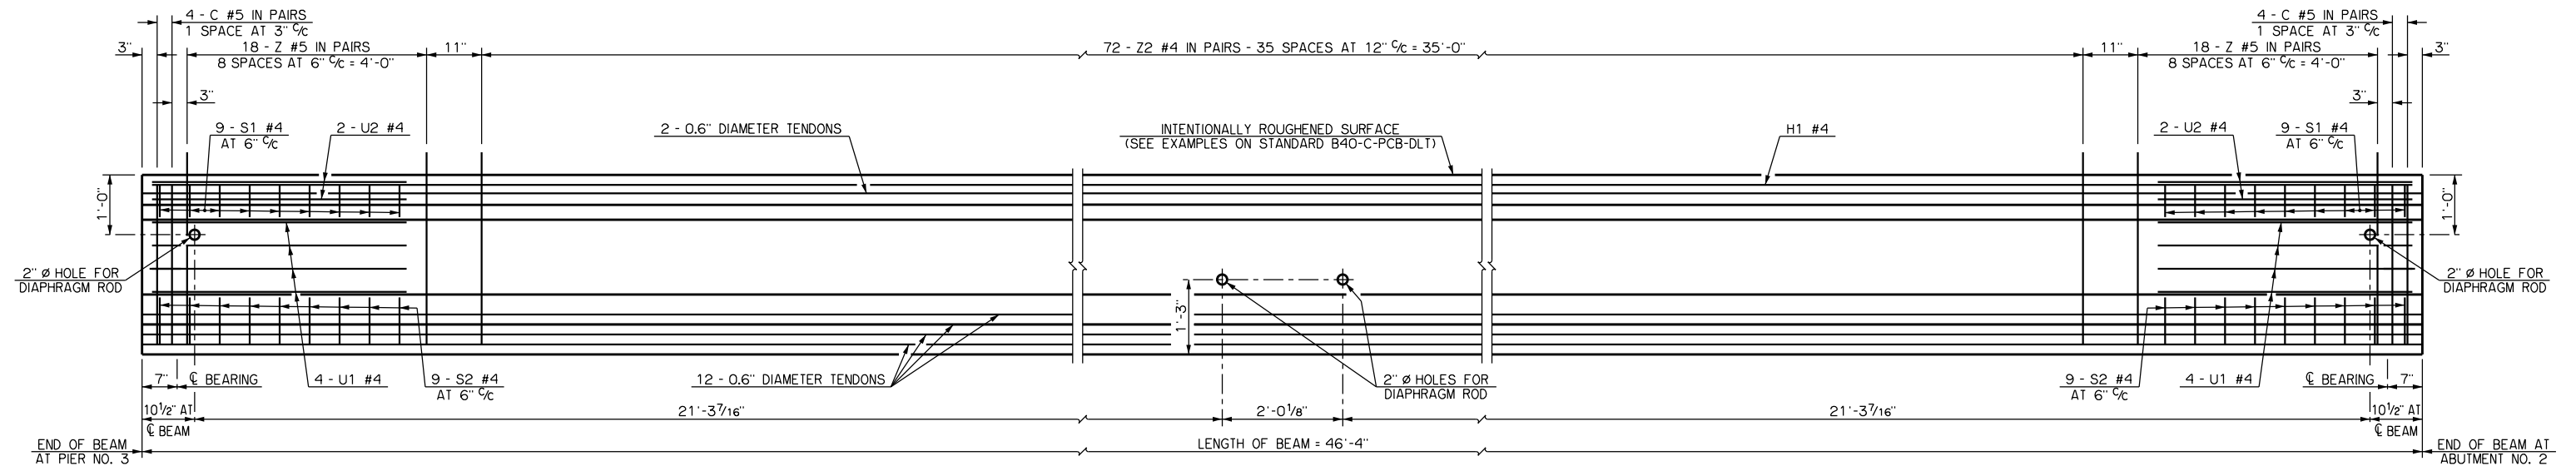 4 - C #5 IN PAIRS
1 SPACE AT 3" C/C
4 - C #5 IN PAIRS
1 SPACE AT 3" C/C
3"
18 - Z #5 IN PAIRS
8 SPACES AT 6" C/C = 4'-0"
11"
72 - Z2 #4 IN PAIRS - 35 SPACES AT 12" C/C = 35'-0"
11"
18 - Z #5 IN PAIRS
8 SPACES AT 6" C/C = 4'-0"
3"
3"
3"
9 - S1 #4
AT 6" C/C
2 - U2 #4
2 - 0.6" DIAMETER TENDONS
INTENTIONALLY ROUGHENED SURFACE
(SEE EXAMPLES ON STANDARD B40-C-PCB-DLT)
H1 #4
2 - U2 #4
9 - S1 #4
AT 6" C/C
1'-0"
1'-0"
2" Ø HOLE FOR
DIAPHRAGM ROD
2" Ø HOLE FOR
DIAPHRAGM ROD
1'-3"
7"
℄ BEARING
4 - U1 #4
9 - S2 #4
AT 6" C/C
12 - 0.6" DIAMETER TENDONS
2" Ø HOLES FOR
DIAPHRAGM ROD
9 - S2 #4
AT 6" C/C
4 - U1 #4
℄ BEARING
7"
10½" AT
℄ BEAM
21'-3 7/16"
2'-0 1/8"
21'-3 7/16"
10½" AT
℄ BEAM
END OF BEAM
AT PIER NO. 3
LENGTH OF BEAM = 46'-4"
END OF BEAM AT
ABUTMENT NO. 2